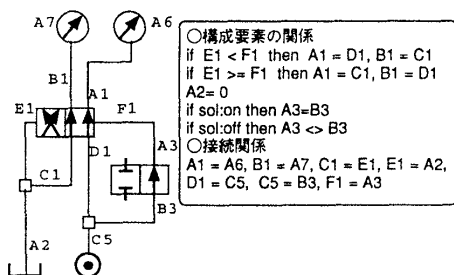 A7
A6
B1
A1
E1
F1
D1
A3
C1
B3
A2
C5
○構成要素の関係
if E1 < F1 then A1 = D1, B1 = C1
if E1 >= F1 then A1 = C1, B1 = D1
A2= 0
if sol:on then A3=B3
if sol:off then A3 <> B3
○接続関係
A1 = A6, B1 = A7, C1 = E1, E1 = A2,
D1 = C5, C5 = B3, F1 = A3